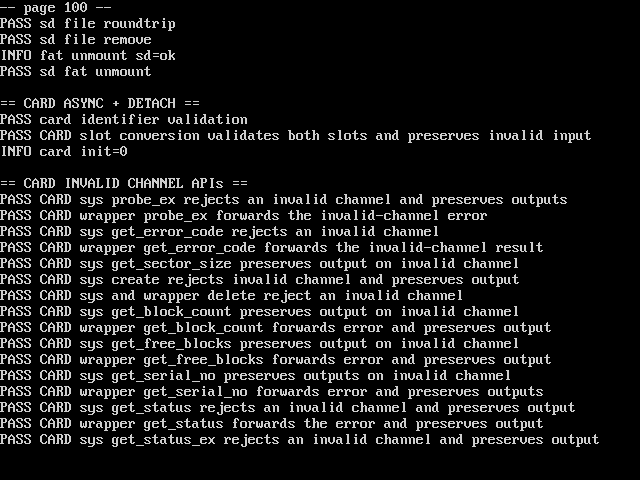 -- page 100 --
PASS sd file roundtrip
PASS sd file remove
INFO fat unmount sd=ok
PASS sd fat unmount
== CARD ASYNC + DETACH ==
PASS card identifier validation
PASS CARD slot conversion validates both slots and preserves invalid input
INFO card init=0
== CARD INVALID CHANNEL APIs ==
PASS CARD sys probe_ex rejects an invalid channel and preserves outputs
PASS CARD wrapper probe_ex forwards the invalid-channel error
PASS CARD sys get_error_code rejects an invalid channel
PASS CARD wrapper get_error_code forwards the invalid-channel result
PASS CARD sys get_sector_size preserves output on invalid channel
PASS CARD sys create rejects invalid channel and preserves output
PASS CARD sys and wrapper delete reject an invalid channel
PASS CARD sys get_block_count preserves output on invalid channel
PASS CARD wrapper get_block_count forwards error and preserves output
PASS CARD sys get_free_blocks preserves output on invalid channel
PASS CARD wrapper get_free_blocks forwards error and preserves output
PASS CARD sys get_serial_no preserves outputs on invalid channel
PASS CARD wrapper get_serial_no forwards error and preserves outputs
PASS CARD sys get_status rejects an invalid channel and preserves output
PASS CARD wrapper get_status forwards the error and preserves output
PASS CARD sys get_status_ex rejects an invalid channel and preserves output